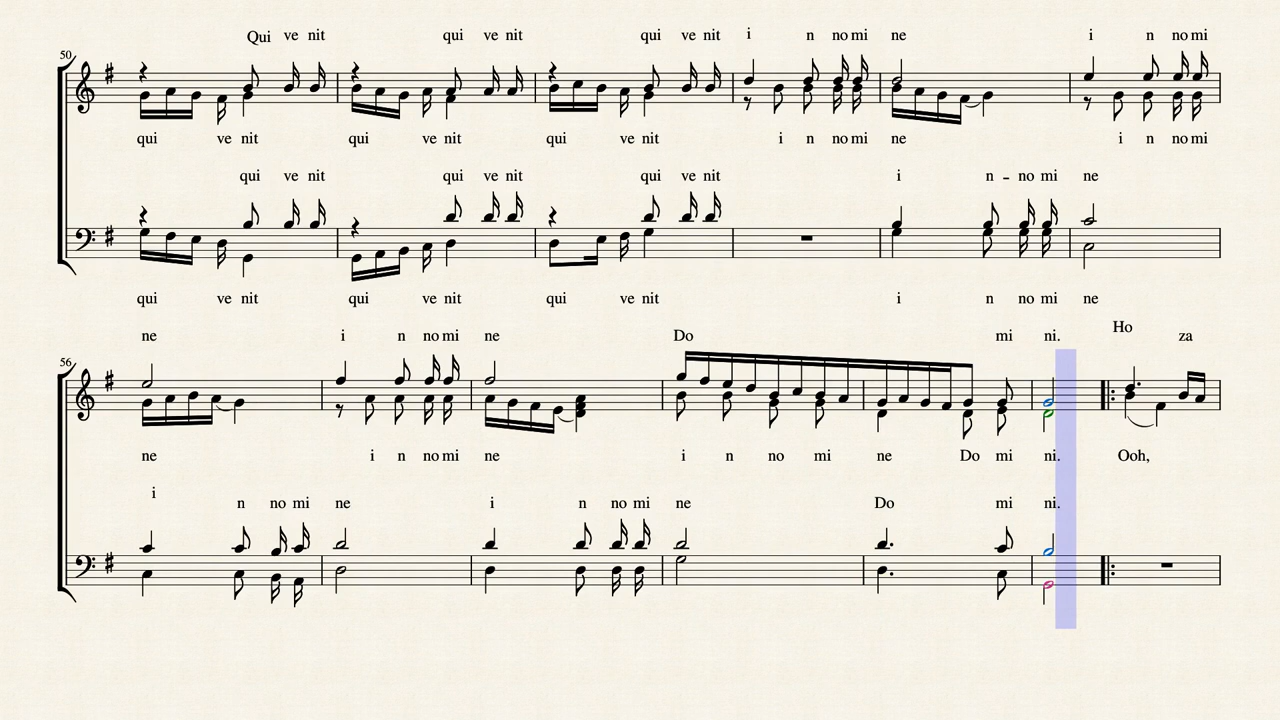 Qui ve nit qui ve nit qui ve nit i n no mi ne i n no mi
50
qui ve nit qui ve nit qui ve nit i n no mi ne i n no mi
qui ve nit qui ve nit qui ve nit i n - no mi ne
qui ve nit qui ve nit qui ve nit i n no mi ne
ne i n no mi ne Do mi ni. Ho za
56
ne i n no mi ne i n no mi ne Do mi ni. Ooh,
i n no mi ne i n no mi ne Do mi ni.